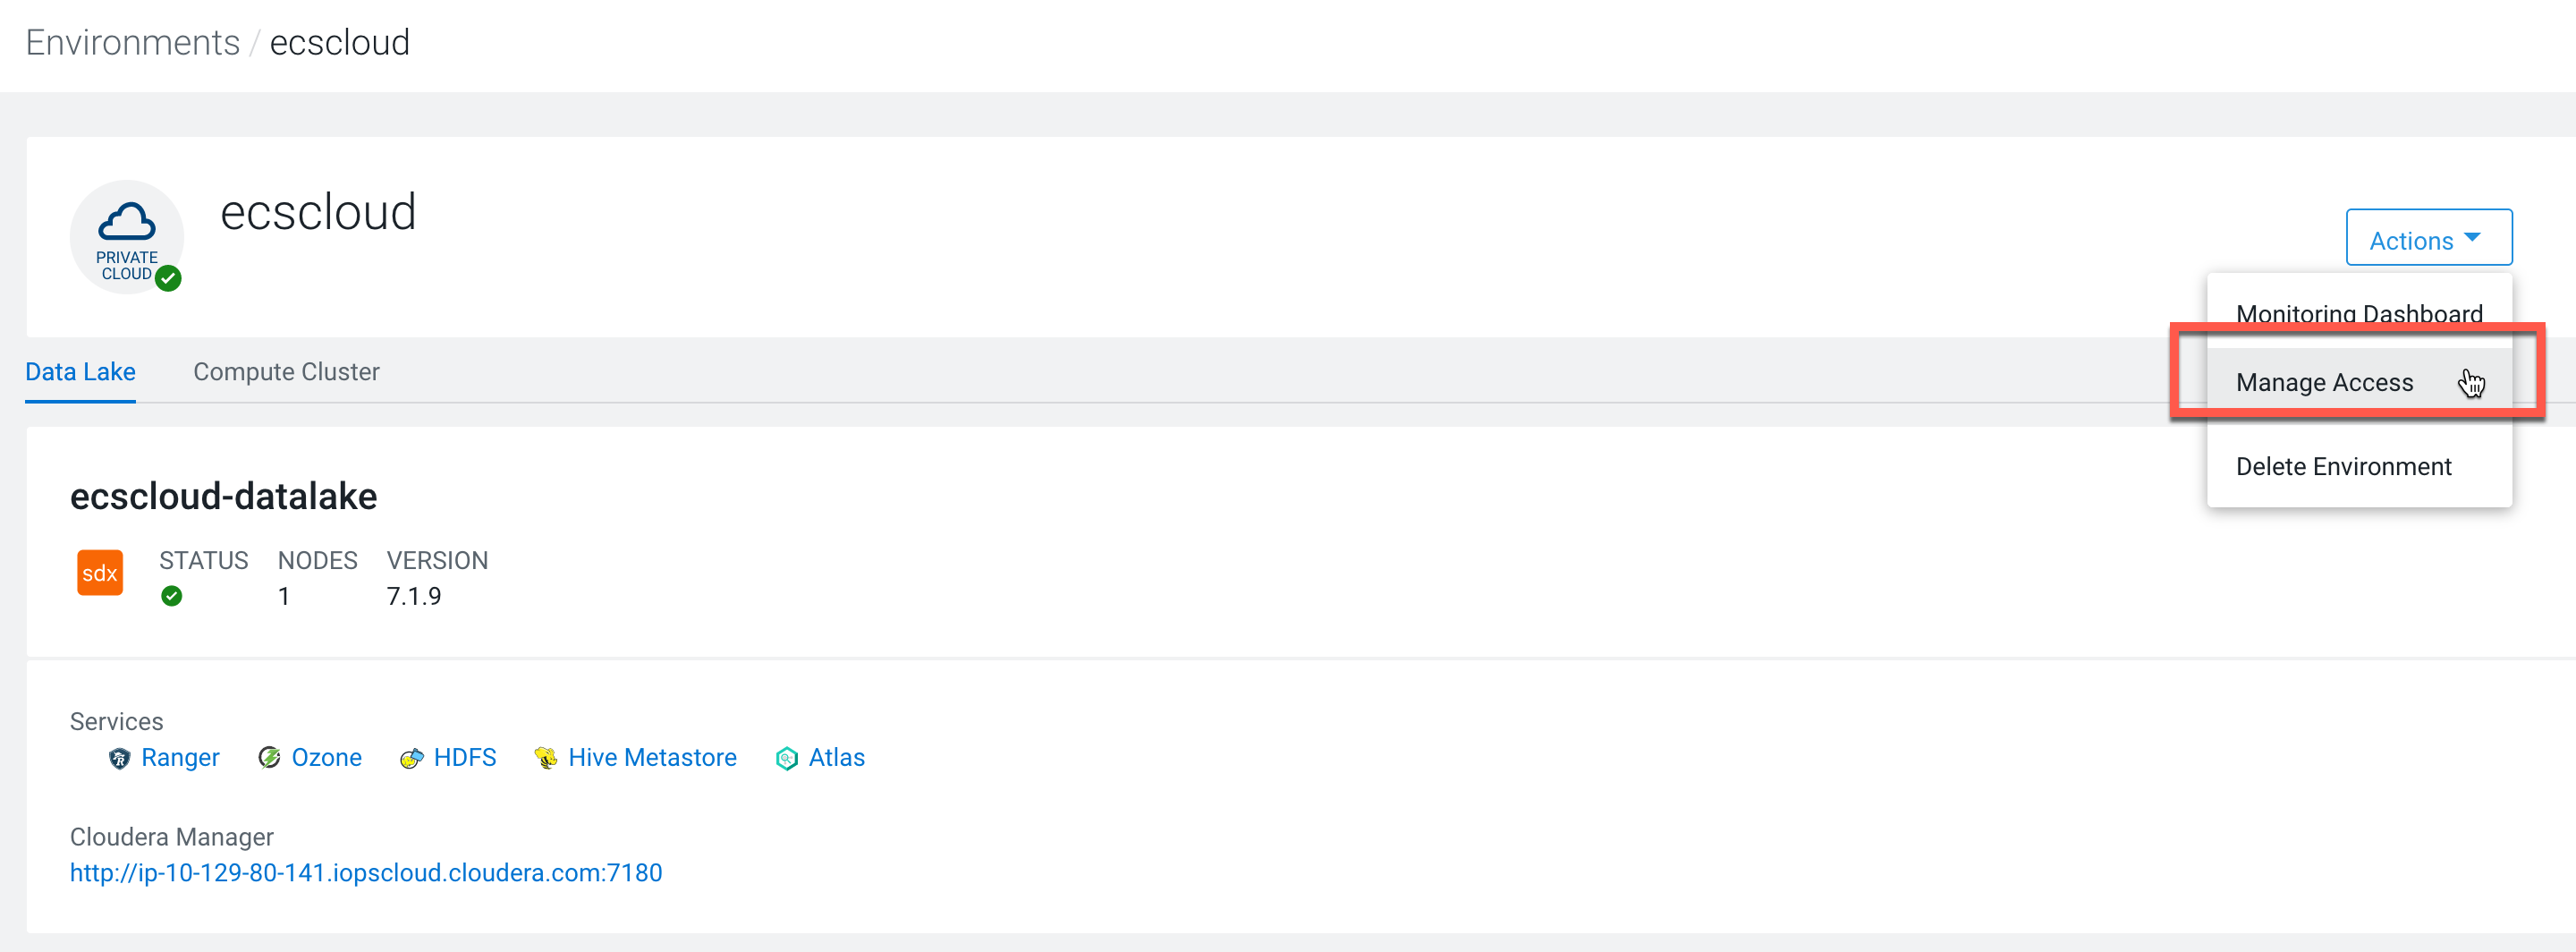 Environments / ecscloud
PRIVATE
CLOUD
ecscloud
Actions
Monitoring Dashboard
Manage Access
Delete Environment
Data Lake Compute Cluster
ecscloud-datalake
sdx
STATUS NODES VERSION
1 7.1.9
Services
Ranger Ozone HDFS Hive Metastore Atlas
Cloudera Manager
http://ip-10-129-80-141.iopscloud.cloudera.com:7180